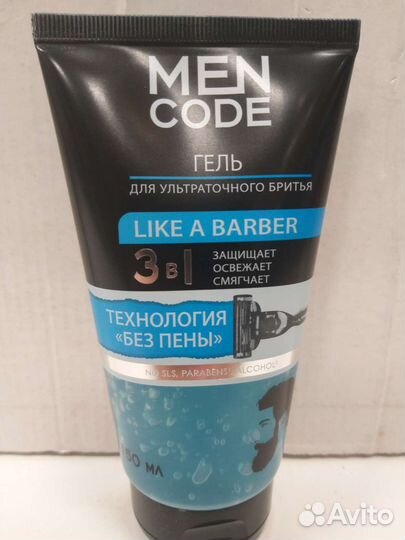 MEN
CODE
ГЕЛЬ
ДЛЯ УЛЬТРАТОЧНОГО БРИТЬЯ
LIKE A BARBER
3 в 1
ЗАЩИЩАЕТ
ОСВЕЖАЕТ
СМЯГЧАЕТ
ТЕХНОЛОГИЯ
«БЕЗ ПЕНЫ»
NO SLS, PARABENS, ALCOHOL
МЛ
Avito